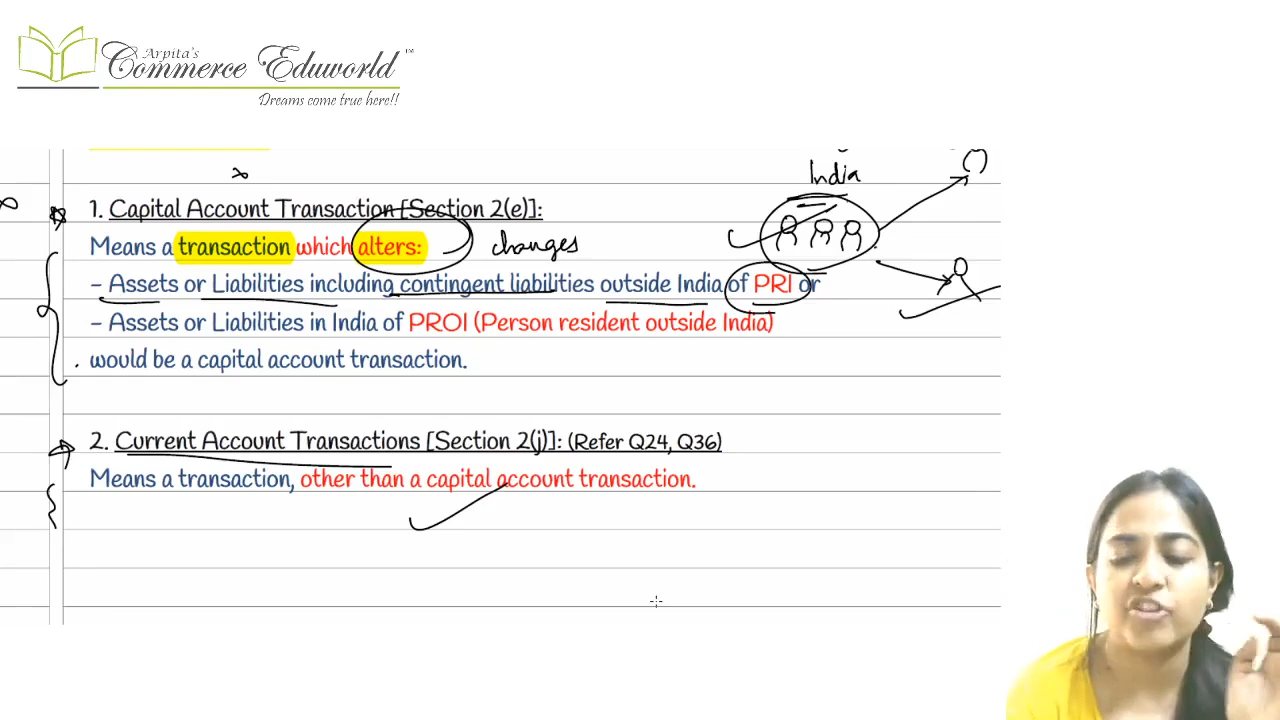 Arpita's
Commerce Eduworld™
Dreams come true here!!
India
1. Capital Account Transaction [Section 2(e)]:
Means a transaction which alters: changes
- Assets or Liabilities including contingent liabilities outside India of PRI or
- Assets or Liabilities in India of PROI (Person resident outside India)
would be a capital account transaction.
2. Current Account Transactions [Section 2(j)]: (Refer Q24, Q36)
Means a transaction, other than a capital account transaction.